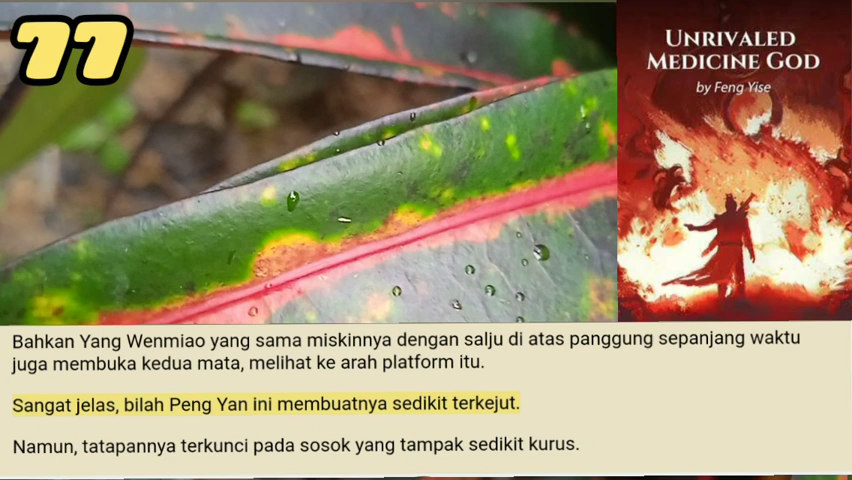 77
UNRIVALED
MEDICINE GOD
by Feng Yise
Bahkan Yang Wenmiao yang sama miskinnya dengan salju di atas panggung sepanjang waktu
juga membuka kedua mata, melihat ke arah platform itu.
Sangat jelas, bilah Peng Yan ini membuatnya sedikit terkejut.
Namun, tatapannya terkunci pada sosok yang tampak sedikit kurus.